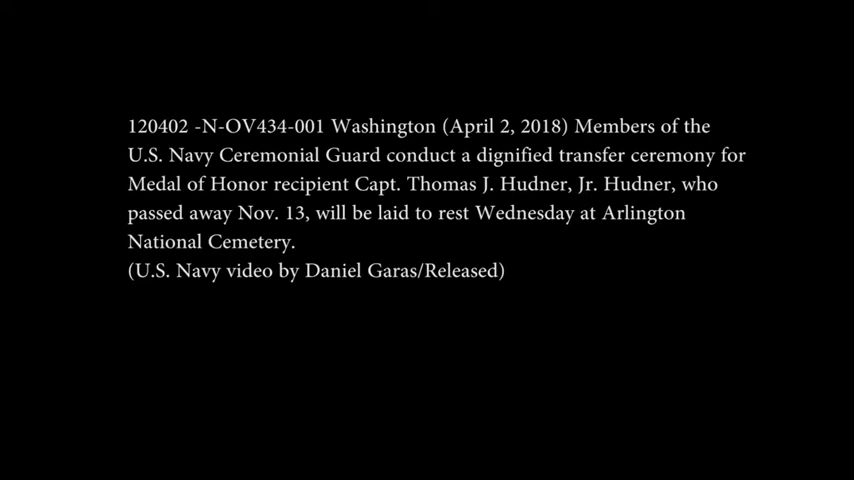 120402 -N-OV434-001 Washington (April 2, 2018) Members of the
U.S. Navy Ceremonial Guard conduct a dignified transfer ceremony for
Medal of Honor recipient Capt. Thomas J. Hudner, Jr. Hudner, who
passed away Nov. 13, will be laid to rest Wednesday at Arlington
National Cemetery.
(U.S. Navy video by Daniel Garas/Released)